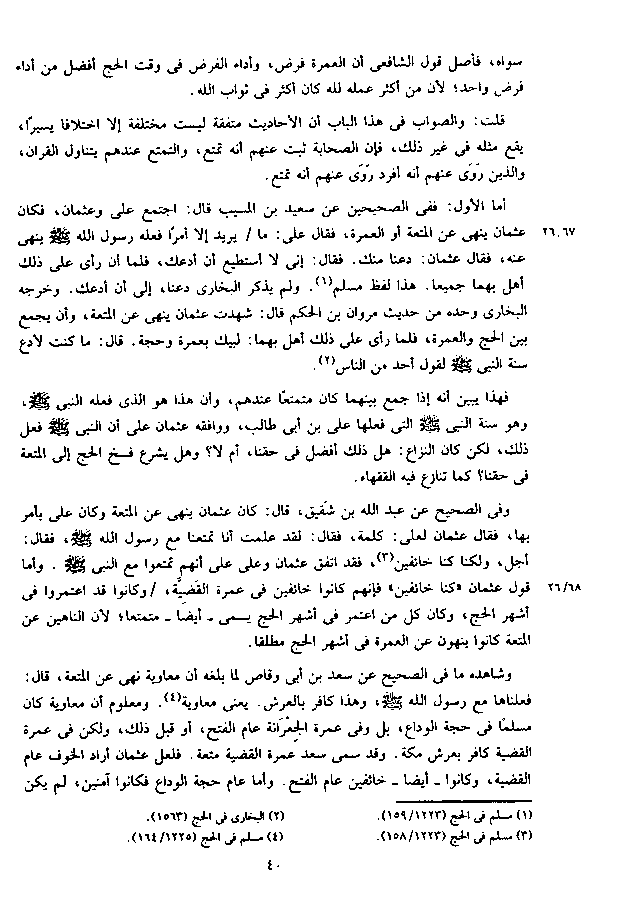 سواه، فأصل قول الشافعى أن العمرة فرض، وأداء الفرض فى وقت الحج أفضل من أداء
فرض واحد؛ لأن من أكثر عمله لله كان أكثر فى ثواب الله.
قلت: والصواب فى هذا الباب أن الأحاديث متفقة ليست مختلفة إلا اختلافا يسيرًا،
يقع مثله فى غير ذلك، فإن الصحابة ثبت عنهم أنه تمتع، والتمتع عندهم يتناول القران،
والذين رَوَى عنهم أنه أفرد رَوَى عنهم أنه تمتع.
أما الأول: ففى الصحيحين عن سعيد بن المسيب قال: اجتمع على وعثمان، فكان
٢٦/٦٧ عثمان ينهى عن المتعة أو العمرة، فقال على: ما / يريد إلا أمرًا فعله رسول الله ﷺ ينهى
عنه، فقال عثمان: دعنا منك. فقال: إنى لا أستطيع أن أدعك، فلما أن رأى على ذلك
أهل بهما جميعا. هذا لفظ مسلم(١). ولم يذكر البخارى دعنا، إلى أن أدعك. وخرجه
البخارى وحده من حديث مروان بن الحكم قال: شهدت عثمان ينهى عن المتعة، وأن يجمع
بين الحج والعمرة، فلما رأى على ذلك أهل بهما: لبيك بعمرة وحجة. قال: ما كنت لأدع
سنة النبى ﷺ لقول أحد من الناس(٢).
فهذا يبين أنه إذا جمع بينهما كان متمتعًا عندهم، وأن هذا هو الذى فعله النبى ﷺ،
وهو سنة النبى ﷺ التى فعلها على بن أبى طالب، ووافقه عثمان على أن النبى ﷺ فعل
ذلك، لكن كان النزاع: هل ذلك أفضل فى حقنا، أم لا؟ وهل يشرع فسخ الحج إلى المتعة
فى حقنا؟ كما تنازع فيه الفقهاء.
وفى الصحيح عن عبد الله بن شَقيق، قال: كان عثمان ينهى عن المتعة وكان على يأمر
بها، فقال عثمان لعلى: كلمة، فقال: لقد علمت أنا تمتعنا مع رسول الله ﷺ، فقال:
أجل، ولكنا كنا خائفين(٣)، فقد اتفق عثمان وعلى على أنهم تمتعوا مع النبى ﷺ. وأما
٢٦/٦٨ قول عثمان «كنا خائفين» فإنهم كانوا خائفين فى عمرة القَضيَّة، /وكانوا قد اعتمروا فى
أشهر الحج، وكان كل من اعتمر فى أشهر الحج يسمى ـ أيضا ـ متمتعا؛ لأن الناهين عن
المتعة كانوا ينهون عن العمرة فى أشهر الحج مطلقا.
وشاهده ما فى الصحيح عن سعد بن أبى وقاص لما بلغه أن معاوية نهى عن المتعة، قال:
فعلناها مع رسول الله ﷺ، وهذا كافر بالعرش. يعنى معاوية(٤). ومعلوم أن معاوية كان
مسلمًا فى حجة الوداع، بل وفى عمرة الجعْرَانة عام الفتح، أو قبل ذلك، ولكن فى عمرة
القضية كافر بعرش مكة. وقد سمى سعد عمرة القضية متعة. فلعل عثمان أراد الخوف عام
القضية، وكانوا ـ أيضا ـ خائفين عام الفتح. وأما عام حجة الوداع فكانوا آمنين، لم يكن
(١) مسلم فى الحج (١٥٩/١٢٢٣). (٢) البخارى فى الحج (١٥٦٣).
(٣) مسلم فى الحج (١٥٨/١٢٢٣). (٤) مسلم فى الحج (١٦٤/١٢٢٥).
٤٠